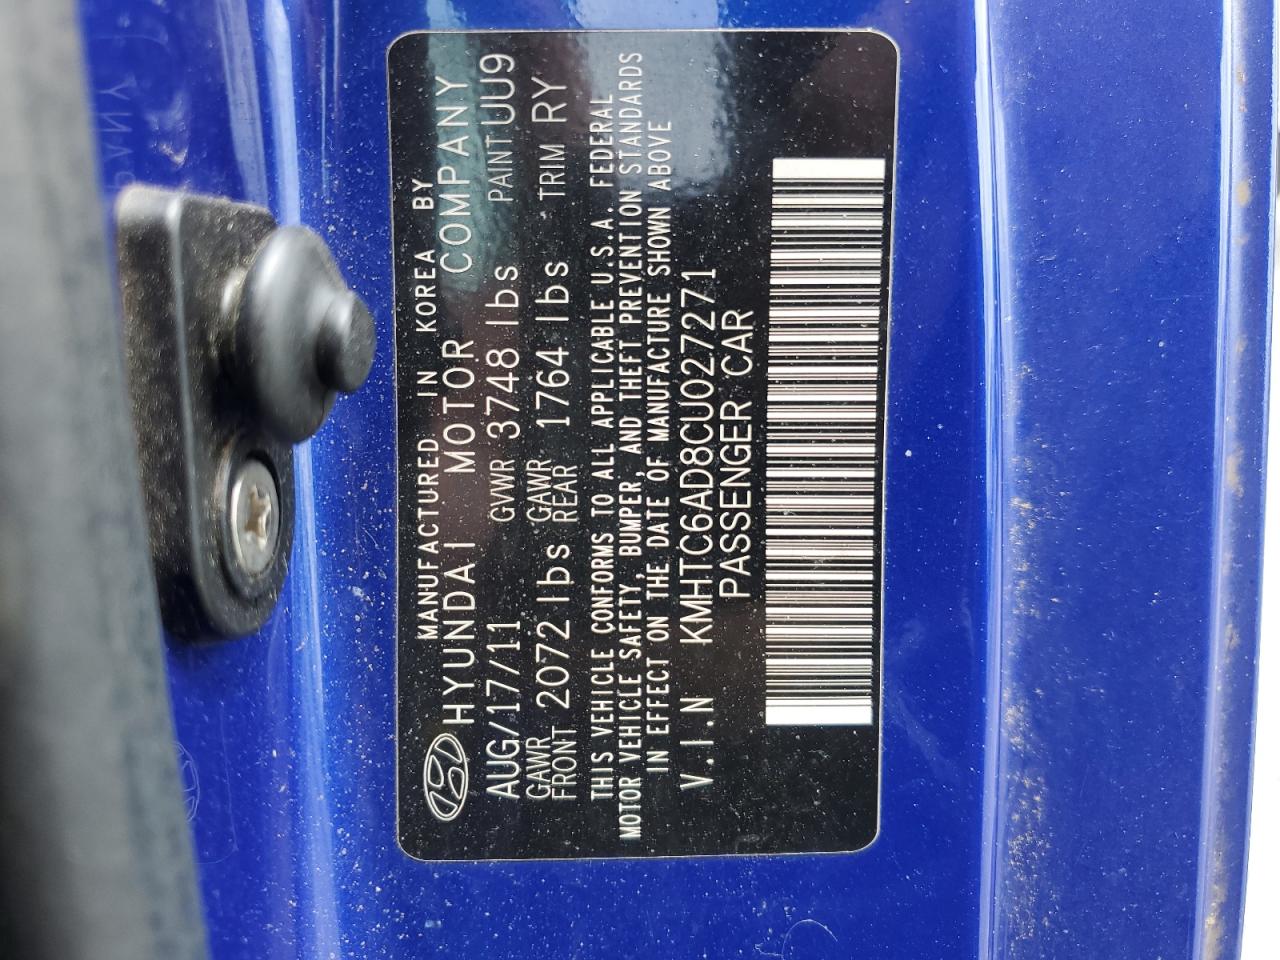 MANUFACTURED IN KOREA BY
HYUNDAI MOTOR COMPANY
AUG/17/11 GVWR 3748 lbs PAINT UU9
GAWR FRONT 2072 lbs GAWR REAR 1764 lbs TRIM RY
THIS VEHICLE CONFORMS TO ALL APPLICABLE U.S.A. FEDERAL
MOTOR VEHICLE SAFETY, BUMPER, AND THEFT PREVENTION STANDARDS
IN EFFECT ON THE DATE OF MANUFACTURE SHOWN ABOVE
V.I.N KMHTC6AD8CU027271
PASSENGER CAR